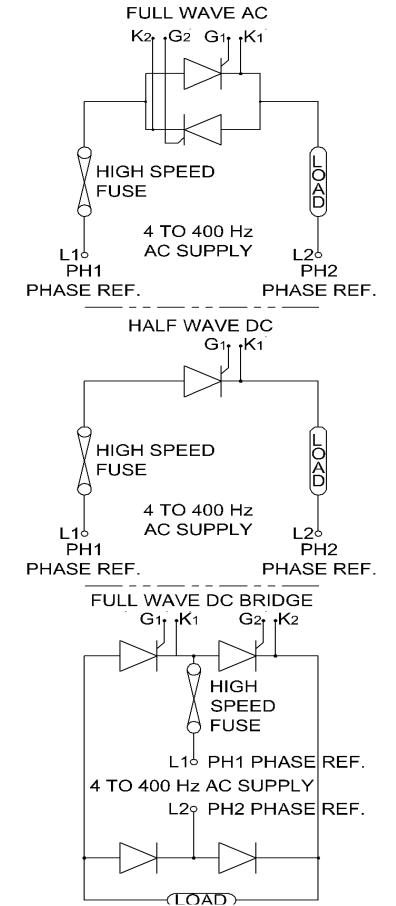 FULL WAVE AC
K2 G2 G1 K1
HIGH SPEED
FUSE
LOAD
4 TO 400 Hz
AC SUPPLY
L1 L2
PH1 PH2
PHASE REF. PHASE REF.
HALF WAVE DC
G1 K1
HIGH SPEED
FUSE
LOAD
4 TO 400 Hz
AC SUPPLY
L1 L2
PH1 PH2
PHASE REF. PHASE REF.
FULL WAVE DC BRIDGE
G1 K1 G2 K2
HIGH
SPEED
FUSE
L1 PH1 PHASE REF.
4 TO 400 Hz AC SUPPLY
L2 PH2 PHASE REF.
LOAD